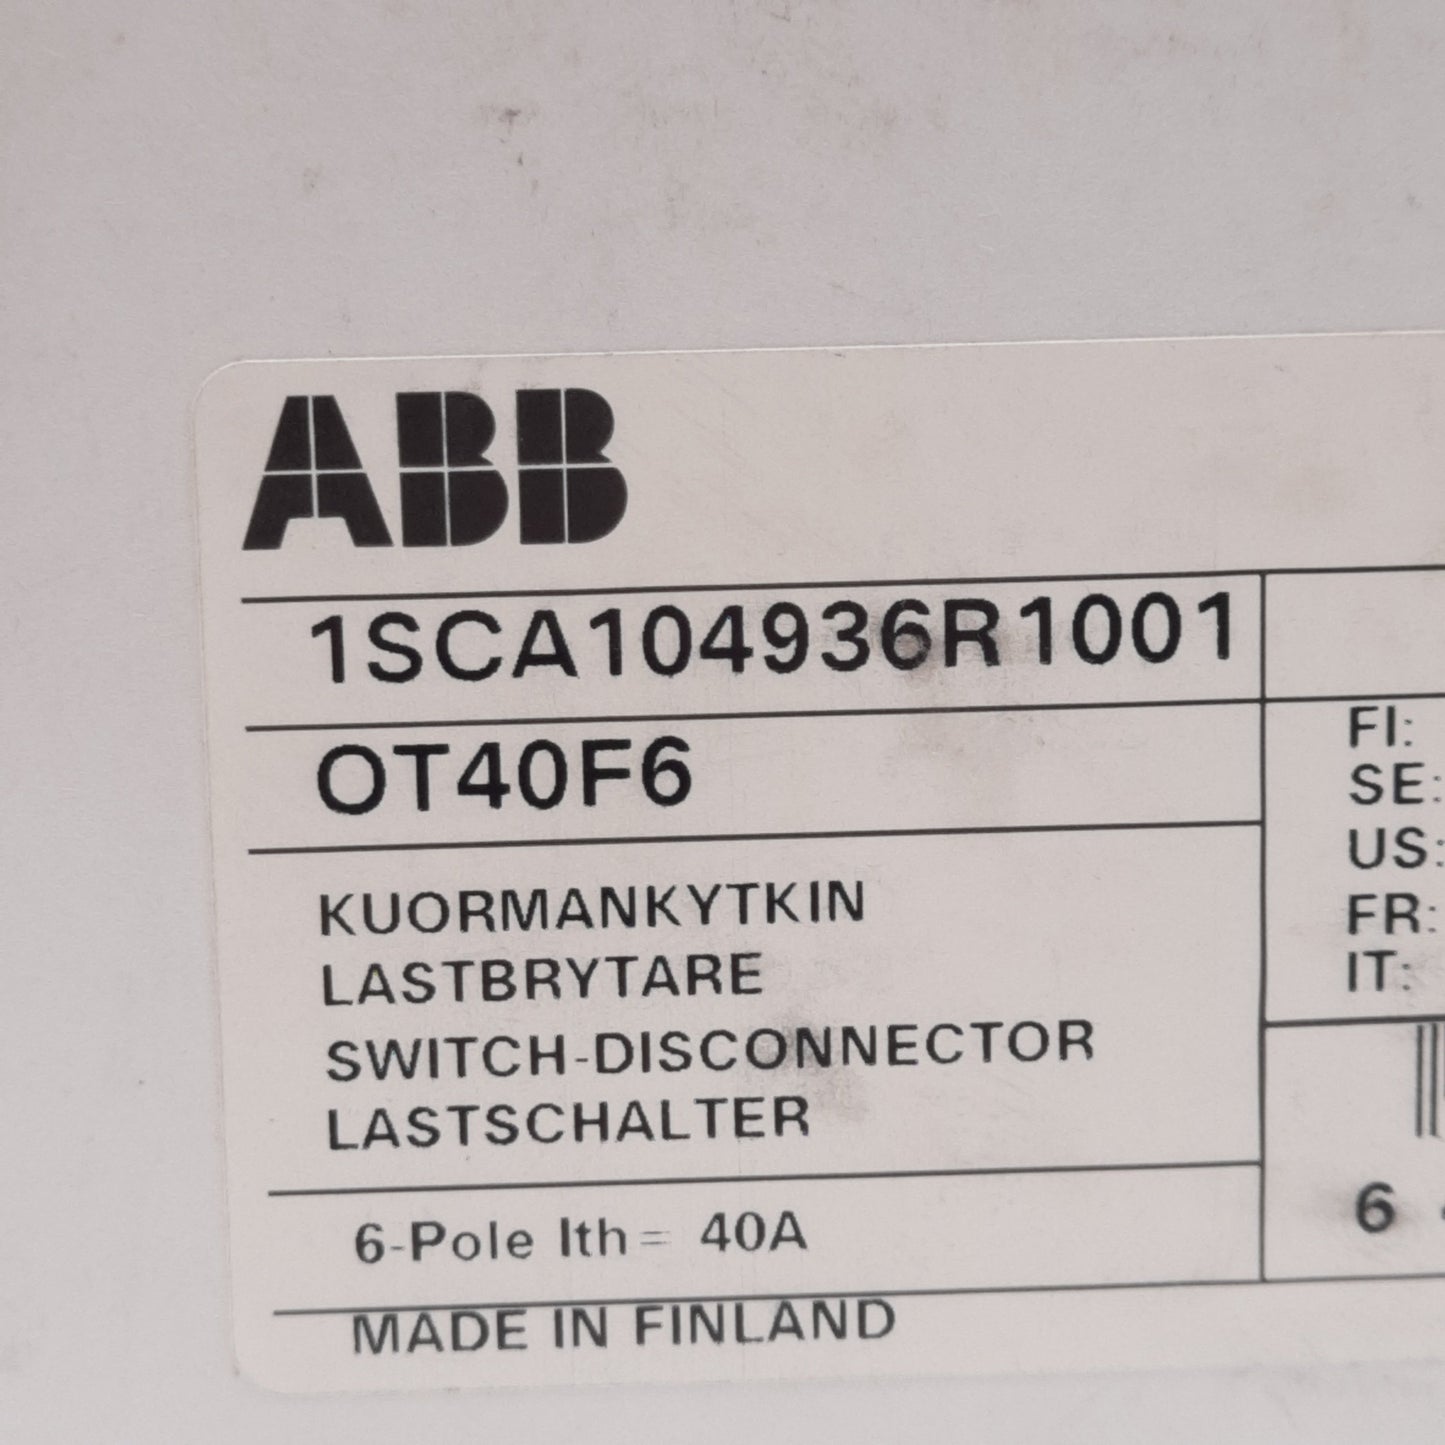 ABB
1SCA104936R1001
OT40F6
KUORMANKYTKIN
LASTBRYTARE
SWITCH-DISCONNECTOR
LASTSCHALTER
6-Pole Ith = 40A
MADE IN FINLAND
FI:
SE:
US:
FR:
IT:
6